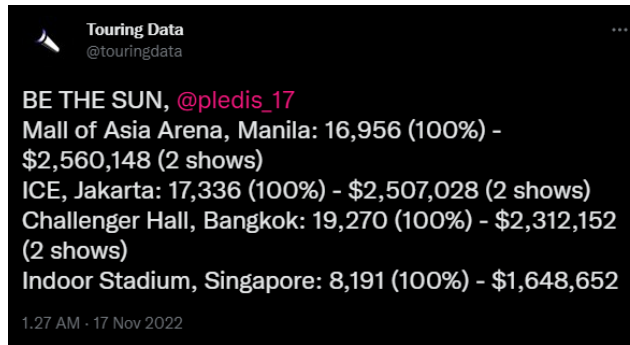 Touring Data
@touringdata
...
BE THE SUN, @pledis_17
Mall of Asia Arena, Manila: 16,956 (100%) -
$2,560,148 (2 shows)
ICE, Jakarta: 17,336 (100%) - $2,507,028 (2 shows)
Challenger Hall, Bangkok: 19,270 (100%) - $2,312,152
(2 shows)
Indoor Stadium, Singapore: 8,191 (100%) - $1,648,652
1.27 AM · 17 Nov 2022